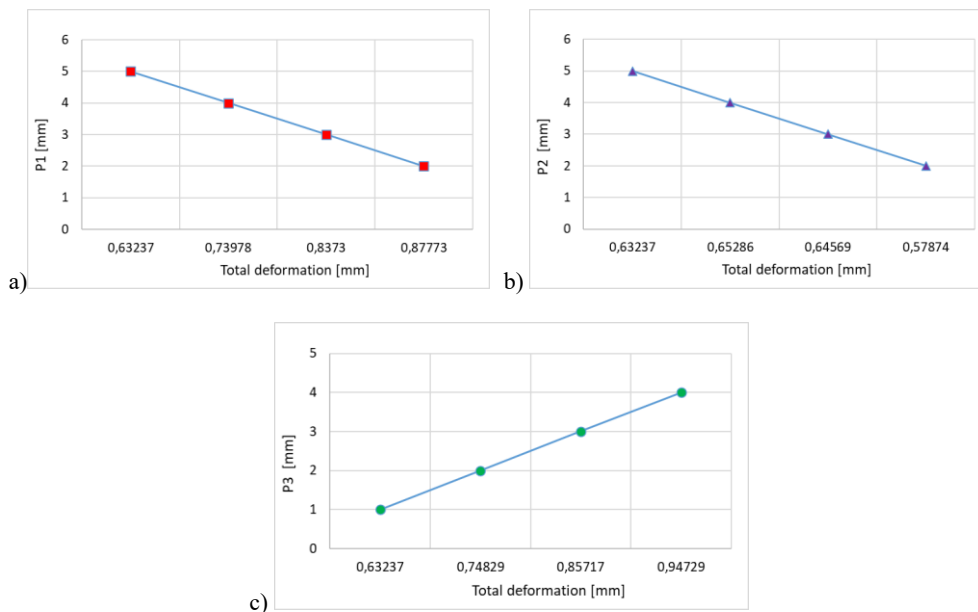 6
5
4
3
2
1
0
P1 [mm]
0,63237 0,73978 0,8373 0,87773
Total deformation [mm]
a)
6
5
4
3
2
1
0
P2 [mm]
0,63237 0,65286 0,64569 0,57874
Total deformation [mm]
b)
5
4
3
2
1
0
P3 [mm]
0,63237 0,74829 0,85717 0,94729
Total deformation [mm]
c)